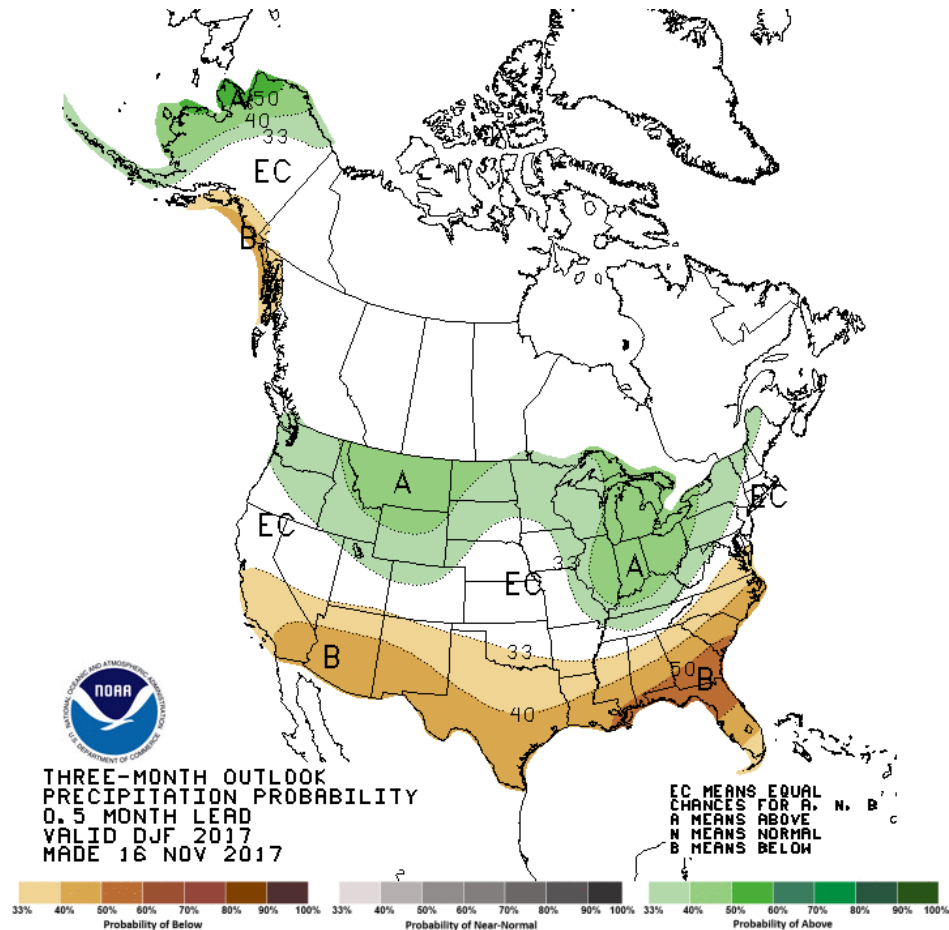 A 50
40
33
EC
B
A
EC
EC
33
EC
A
B
33
50 B
40
NATIONAL OCEANIC AND ATMOSPHERIC ADMINISTRATION
NOAA
U.S. DEPARTMENT OF COMMERCE
THREE-MONTH OUTLOOK
PRECIPITATION PROBABILITY
0.5 MONTH LEAD
VALID DJF 2017
MADE 16 NOV 2017
EC MEANS EQUAL
CHANCES FOR A, N, B
A MEANS ABOVE
N MEANS NORMAL
B MEANS BELOW
33% 40% 50% 60% 70% 80% 90% 100%
Probability of Below
33% 40% 50% 60% 70% 80% 90% 100%
Probability of Near-Normal
33% 40% 50% 60% 70% 80% 90% 100%
Probability of Above